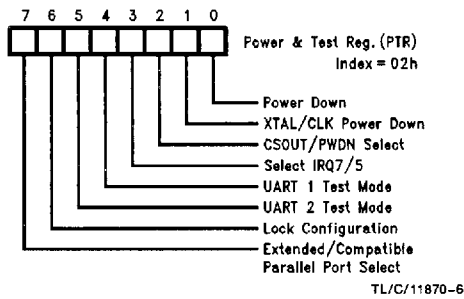 7 6 5 4 3 2 1 0
Power & Test Reg. (PTR)
Index = 02h
Power Down
XTAL/CLK Power Down
CSOUT/PWDN Select
Select IRQ7/5
UART 1 Test Mode
UART 2 Test Mode
Lock Configuration
Extended/Compatible
Parallel Port Select
TL/C/11870-6